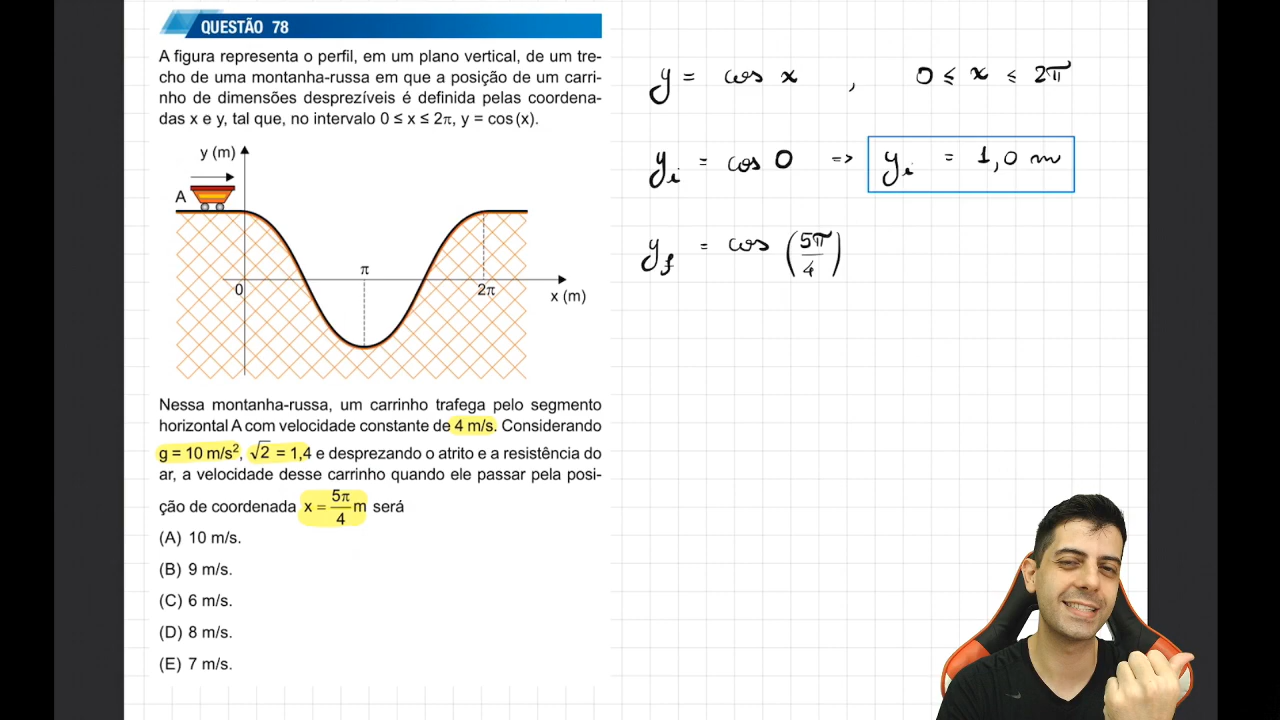 QUESTÃO 78
A figura representa o perfil, em um plano vertical, de um tre-
cho de uma montanha-russa em que a posição de um carri-
nho de dimensões desprezíveis é definida pelas coordena-
das x e y, tal que, no intervalo 0 ≤ x ≤ 2π, y = cos (x).
y (m)
A
π
0
2π
x (m)
Nessa montanha-russa, um carrinho trafega pelo segmento
horizontal A com velocidade constante de 4 m/s. Considerando
g = 10 m/s², √2 = 1,4 e desprezando o atrito e a resistência do
ar, a velocidade desse carrinho quando ele passar pela posi-
ção de coordenada x = 5π/4 m será
(A) 10 m/s.
(B) 9 m/s.
(C) 6 m/s.
(D) 8 m/s.
(E) 7 m/s.
y = cos x , 0 ≤ x ≤ 2π
yi = cos 0 => yi = 1,0 m
yf = cos (5π/4)